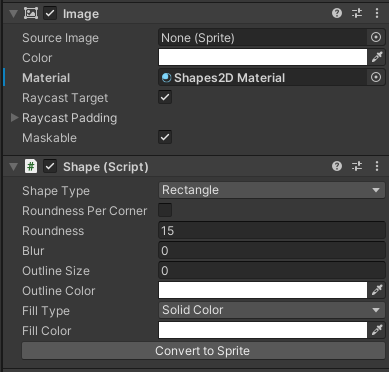 Image
Source Image None (Sprite)
Color
Material Shapes2D Material
Raycast Target
Raycast Padding
Maskable
# Shape (Script)
Shape Type Rectangle
Roundness Per Corner
Roundness 15
Blur 0
Outline Size 0
Outline Color
Fill Type Solid Color
Fill Color
Convert to Sprite